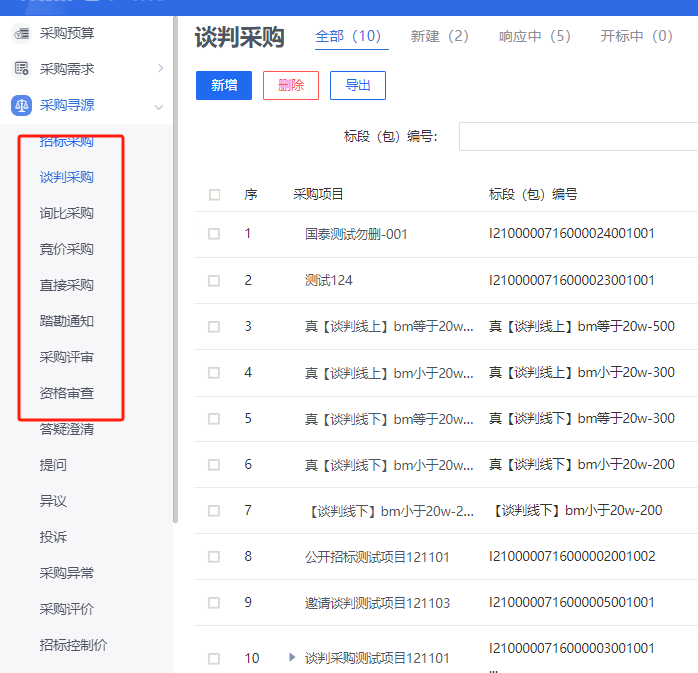 采购预算
采购需求
采购寻源
招标采购
谈判采购
询比采购
竞价采购
直接采购
踏勘通知
采购评审
资格审查
答疑澄清
提问
异议
投诉
采购异常
采购评价
招标控制价
谈判采购 全部（10） 新建（2） 响应中（5） 开标中（0）
新增 删除 导出
标段（包）编号：
序 采购项目 标段（包）编号
1 国泰测试勿删-001 I2100000716000024001001
2 测试124 I2100000716000023001001
3 真【谈判线上】bm等于20w... 真【谈判线上】bm等于20w-500
4 真【谈判线上】bm小于20w... 真【谈判线上】bm小于20w-300
5 真【谈判线下】bm等于20w... 真【谈判线下】bm等于20w-300
6 真【谈判线下】bm小于20w... 真【谈判线下】bm小于20w-200
7 【谈判线下】bm小于20w-2... 【谈判线下】bm小于20w-200
8 公开招标测试项目121101 I2100000716000002001002
9 邀请谈判测试项目121103 I2100000716000005001001
10 谈判采购测试项目121101 I2100000716000003001001
...